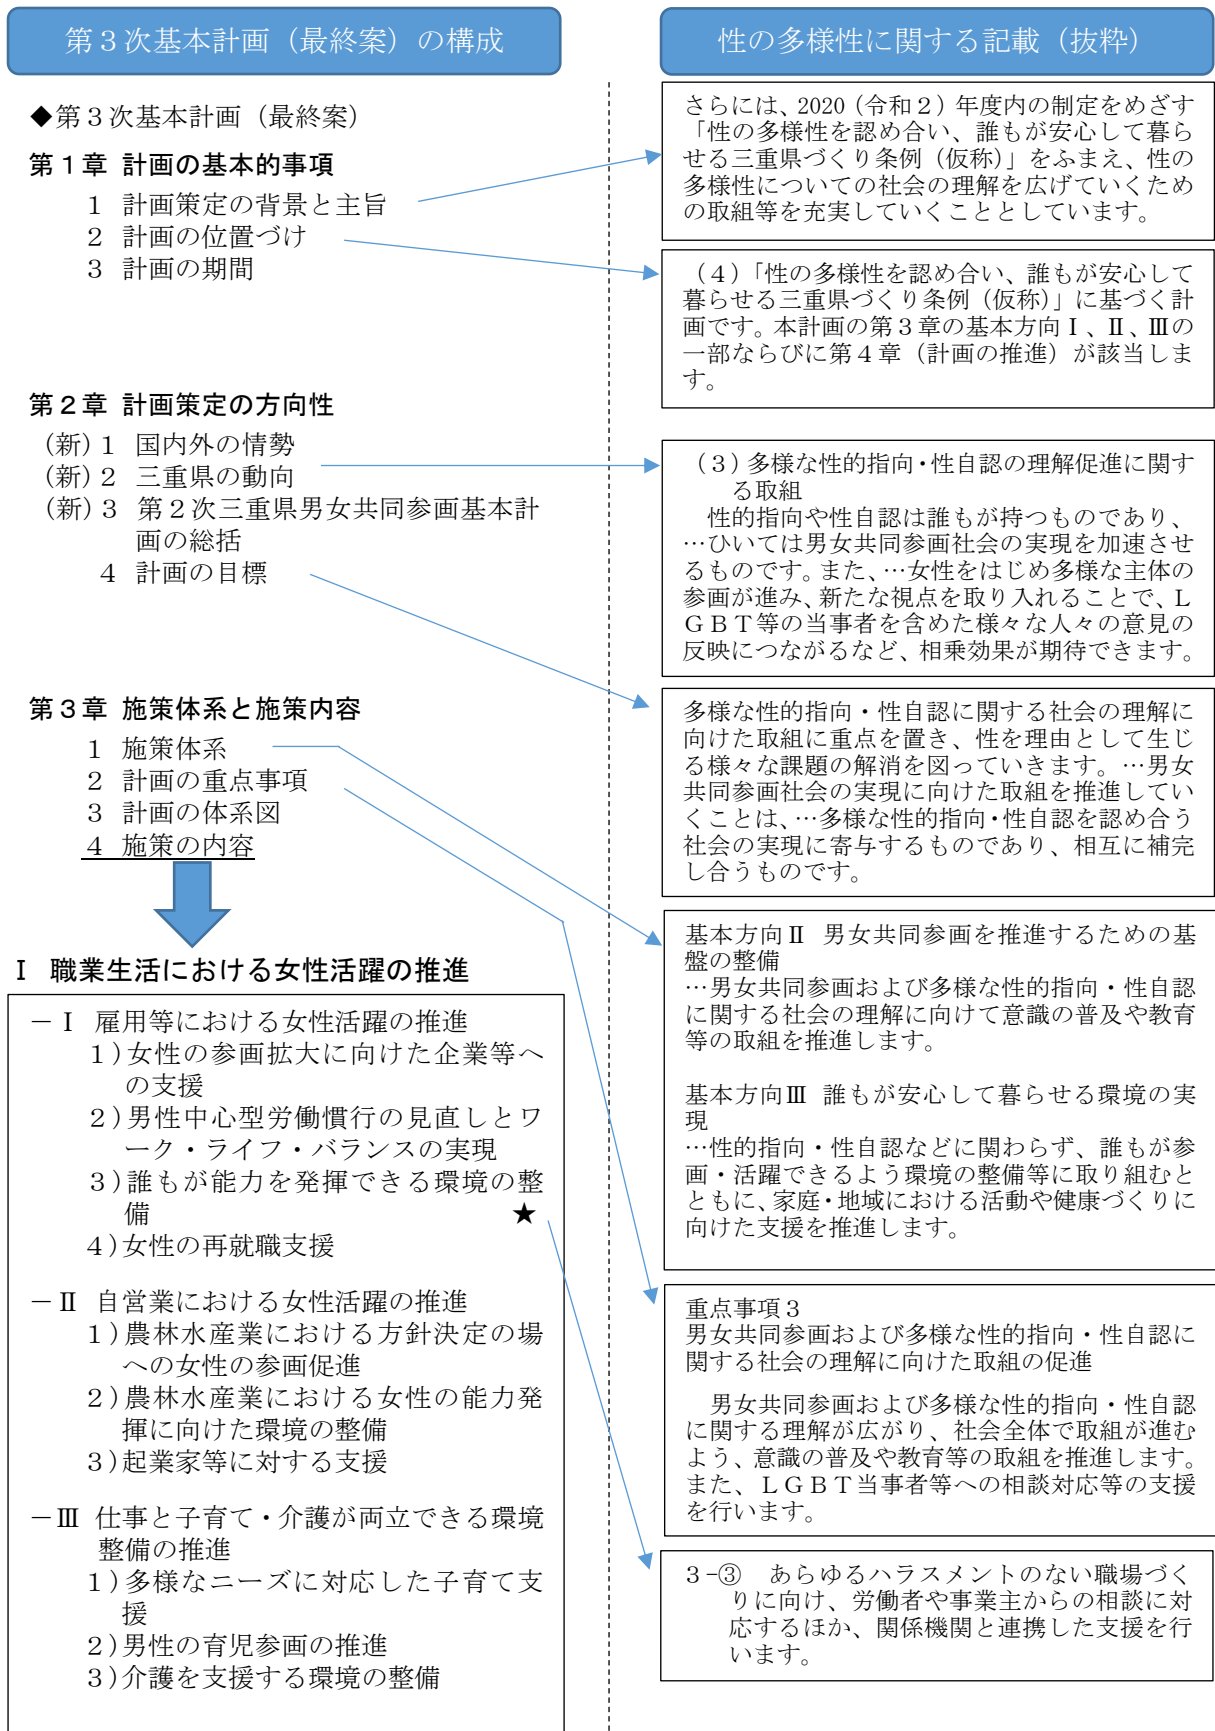 第３次基本計画（最終案）の構成
◆第３次基本計画（最終案）
第１章 計画の基本的事項
１ 計画策定の背景と主旨
２ 計画の位置づけ
３ 計画の期間
第２章 計画策定の方向性
（新）１ 国内外の情勢
（新）２ 三重県の動向
（新）３ 第２次三重県男女共同参画基本計
画の総括
４ 計画の目標
第３章 施策体系と施策内容
１ 施策体系
２ 計画の重点事項
３ 計画の体系図
４ 施策の内容
Ⅰ 職業生活における女性活躍の推進
－Ⅰ 雇用等における女性活躍の推進
１）女性の参画拡大に向けた企業等へ
の支援
２）男性中心型労働慣行の見直しとワ
ーク・ライフ・バランスの実現
３）誰もが能力を発揮できる環境の整
備 ★
４）女性の再就職支援
－Ⅱ 自営業における女性活躍の推進
１）農林水産業における方針決定の場
への女性の参画促進
２）農林水産業における女性の能力発
揮に向けた環境の整備
３）起業家等に対する支援
－Ⅲ 仕事と子育て・介護が両立できる環境
整備の推進
１）多様なニーズに対応した子育て支
援
２）男性の育児参画の推進
３）介護を支援する環境の整備
性の多様性に関する記載（抜粋）
さらには、2020（令和２）年度内の制定をめざす
「性の多様性を認め合い、誰もが安心して暮ら
せる三重県づくり条例（仮称）」をふまえ、性の
多様性についての社会の理解を広げていくため
の取組等を充実していくこととしています。
（４）「性の多様性を認め合い、誰もが安心して
暮らせる三重県づくり条例（仮称）」に基づく計
画です。本計画の第３章の基本方向Ⅰ、Ⅱ、Ⅲの
一部ならびに第４章（計画の推進）が該当しま
す。
（３）多様な性的指向・性自認の理解促進に関す
る取組
性的指向や性自認は誰もが持つものであり、
…ひいては男女共同参画社会の実現を加速させ
るものです。また、…女性をはじめ多様な主体の
参画が進み、新たな視点を取り入れることで、Ｌ
ＧＢＴ等の当事者を含めた様々な人々の意見の
反映につながるなど、相乗効果が期待できます。
多様な性的指向・性自認に関する社会の理解に
向けた取組に重点を置き、性を理由として生じ
る様々な課題の解消を図っていきます。…男女
共同参画社会の実現に向けた取組を推進してい
くことは、…多様な性的指向・性自認を認め合う
社会の実現に寄与するものであり、相互に補完
し合うものです。
基本方向Ⅱ 男女共同参画を推進するための基
盤の整備
…男女共同参画および多様な性的指向・性自認
に関する社会の理解に向けて意識の普及や教育
等の取組を推進します。
基本方向Ⅲ 誰もが安心して暮らせる環境の実
現
…性的指向・性自認などに関わらず、誰もが参
画・活躍できるよう環境の整備等に取り組むと
ともに、家庭・地域における活動や健康づくりに
向けた支援を推進します。
重点事項３
男女共同参画および多様な性的指向・性自認に
関する社会の理解に向けた取組の促進
男女共同参画および多様な性的指向・性自認
に関する理解が広がり、社会全体で取組が進む
よう、意識の普及や教育等の取組を推進します。
また、ＬＧＢＴ当事者等への相談対応等の支援
を行います。
３-③ あらゆるハラスメントのない職場づく
りに向け、労働者や事業主からの相談に対
応するほか、関係機関と連携した支援を行
います。